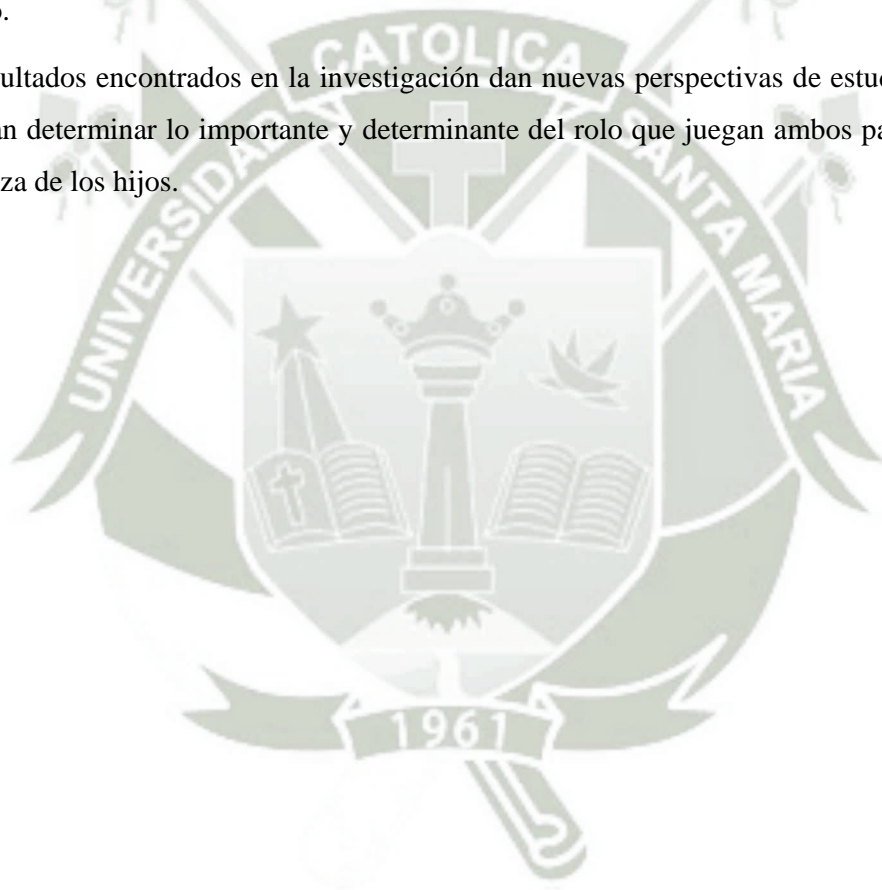 o.
ultados encontrados en la investigación dan nuevas perspectivas de estuc
an determinar lo importante y determinante del rolo que juegan ambos pa
za de los hijos.
UNIVERSIDAD CATOLICA SANTA MARIA
1961